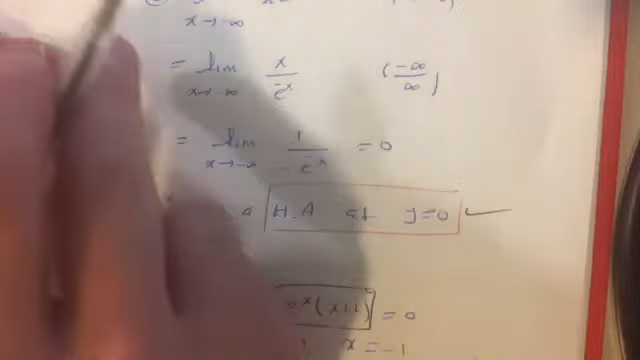 x → -∞
= lim x→-∞ x/e^-x (-∞/∞)
= lim x→-∞ 1/-e^-x = 0
a H.A at y=0
x(x+1) = 0
x = -1